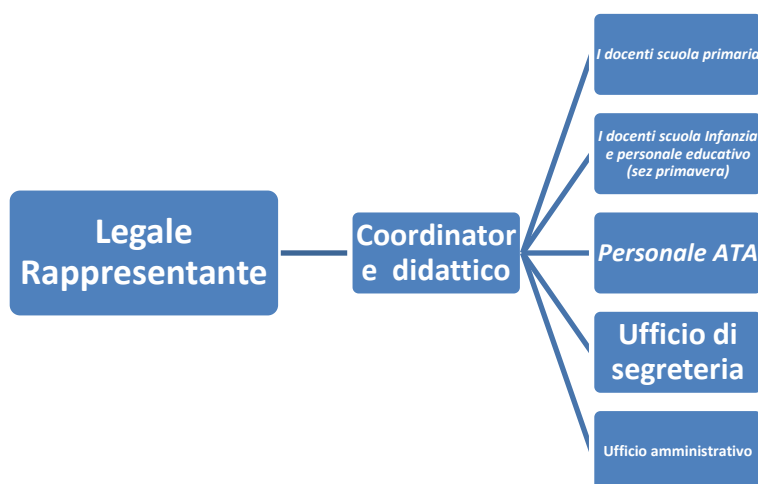 Legale
Rappresentante
Coordinator
e didattico
I docenti scuola primaria
I docenti scuola Infanzia
e personale educativo
(sez primavera)
Personale ATA
Ufficio di
segreteria
Ufficio amministrativo